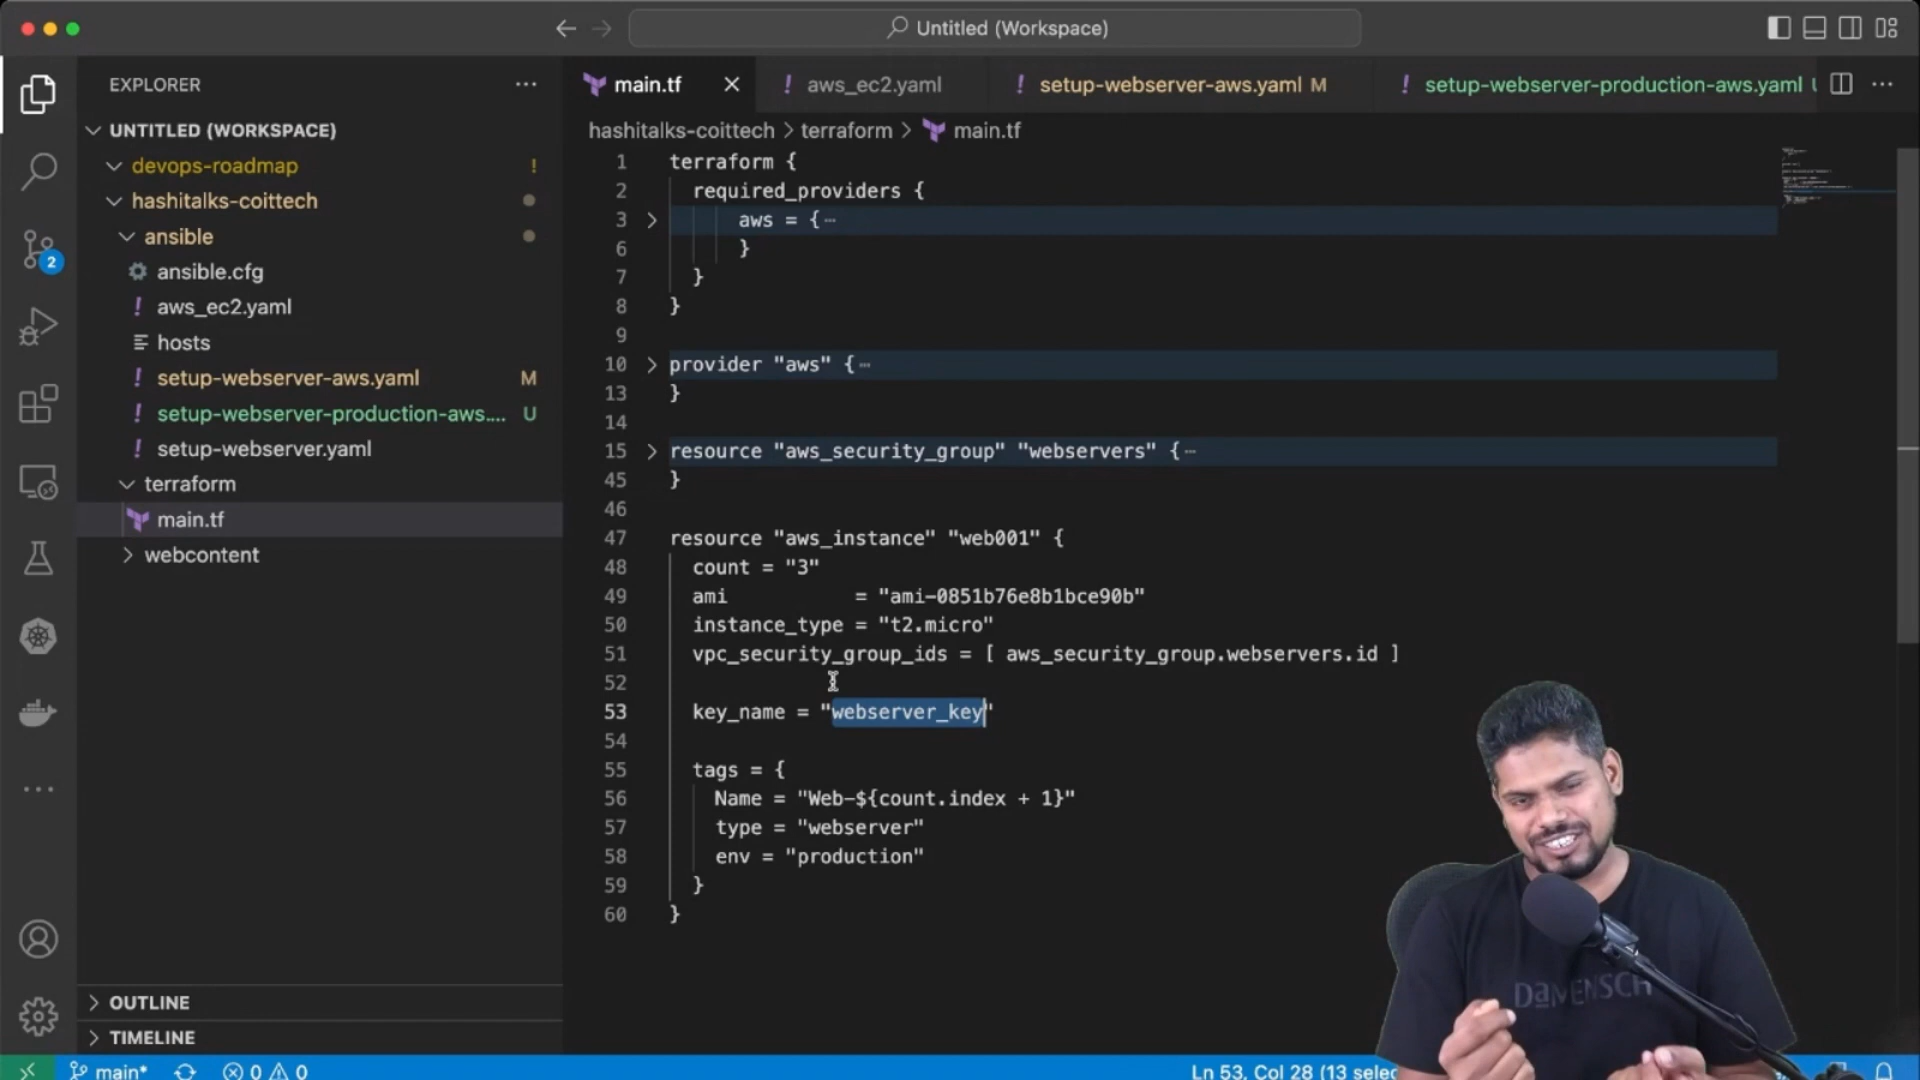 Untitled (Workspace)
EXPLORER
main.tf
aws_ec2.yaml
setup-webserver-aws.yaml M
setup-webserver-production-aws.yaml
UNTITLED (WORKSPACE)
hashitalks-coittech > terraform > main.tf
devops-roadmap !
hashitalks-coittech
ansible
ansible.cfg
aws_ec2.yaml
hosts
setup-webserver-aws.yaml M
setup-webserver-production-aws.... U
setup-webserver.yaml
terraform
main.tf
webcontent
2
OUTLINE
TIMELINE
1 terraform {
2 required_providers {
3 aws = {⋯
6 }
7 }
8 }
9
10 provider "aws" {⋯
13 }
14
15 resource "aws_security_group" "webservers" {⋯
45 }
46
47 resource "aws_instance" "web001" {
48 count = "3"
49 ami = "ami-0851b76e8b1bce90b"
50 instance_type = "t2.micro"
51 vpc_security_group_ids = [ aws_security_group.webservers.id ]
52
53 key_name = "webserver_key"
54
55 tags = {
56 Name = "Web-${count.index + 1}"
57 type = "webserver"
58 env = "production"
59 }
60 }
DaMENSCH
main* 0 0
Ln 53, Col 28 (13 selec